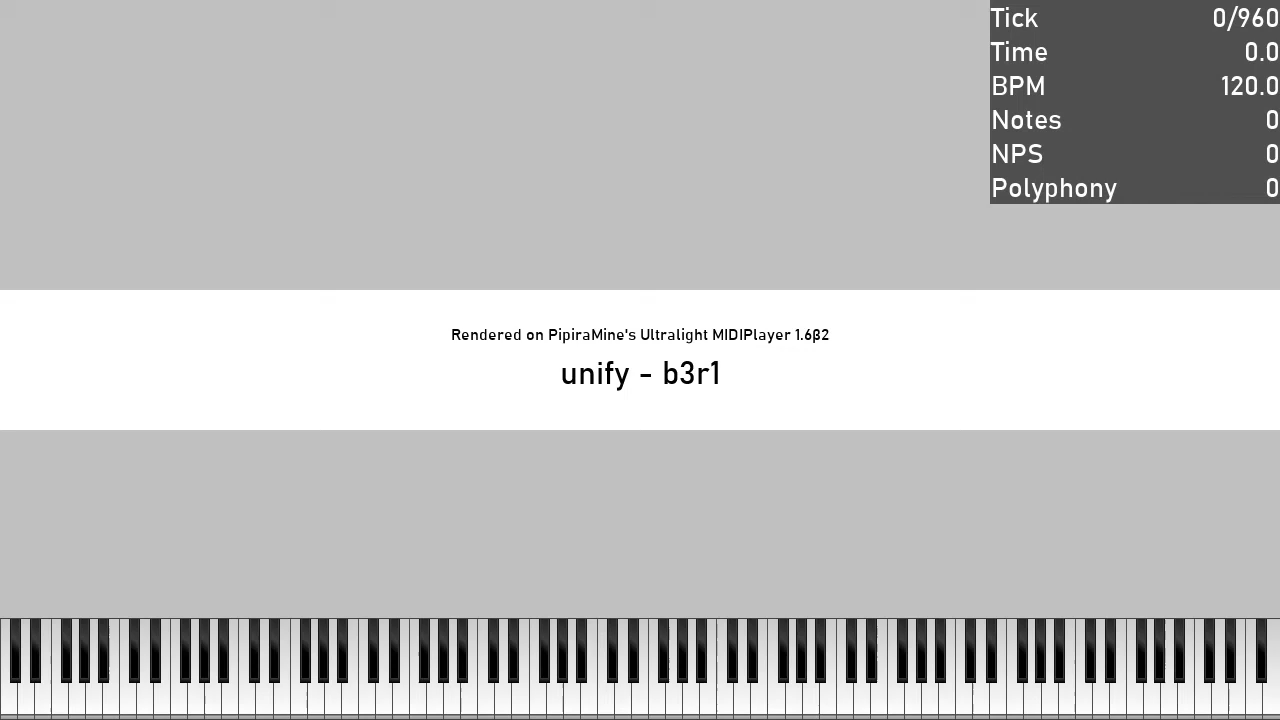 Tick 0/960
Time 0.0
BPM 120.0
Notes 0
NPS 0
Polyphony 0
Rendered on PipiraMine's Ultralight MIDIPlayer 1.6β2
unify - b3r1